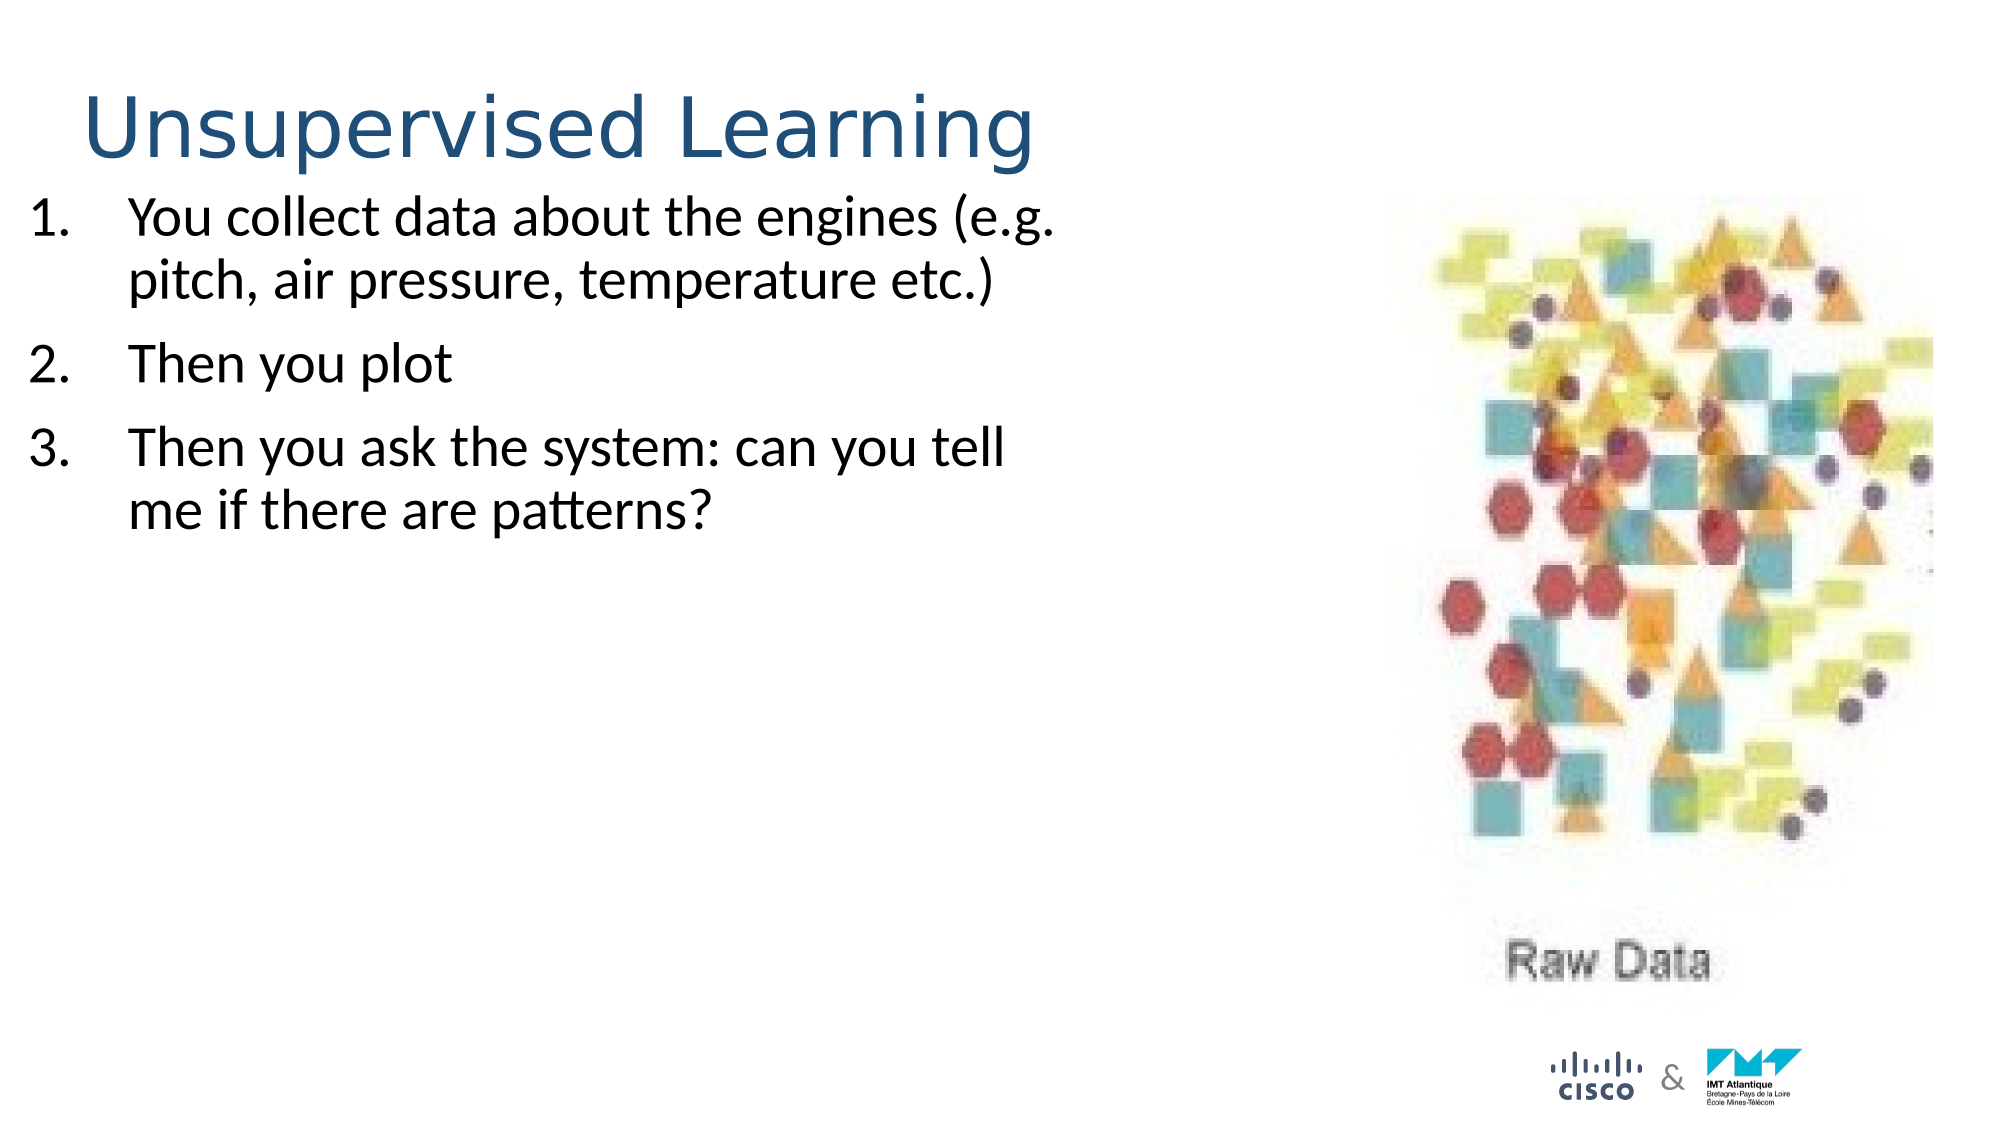 Unsupervised Learning
1. You collect data about the engines (e.g.
pitch, air pressure, temperature etc.)
2. Then you plot
3. Then you ask the system: can you tell
me if there are patterns?
Raw Data
CISCO
&
IMT Atlantique
Bretagne-Pays de la Loire
École Mines-Télécom